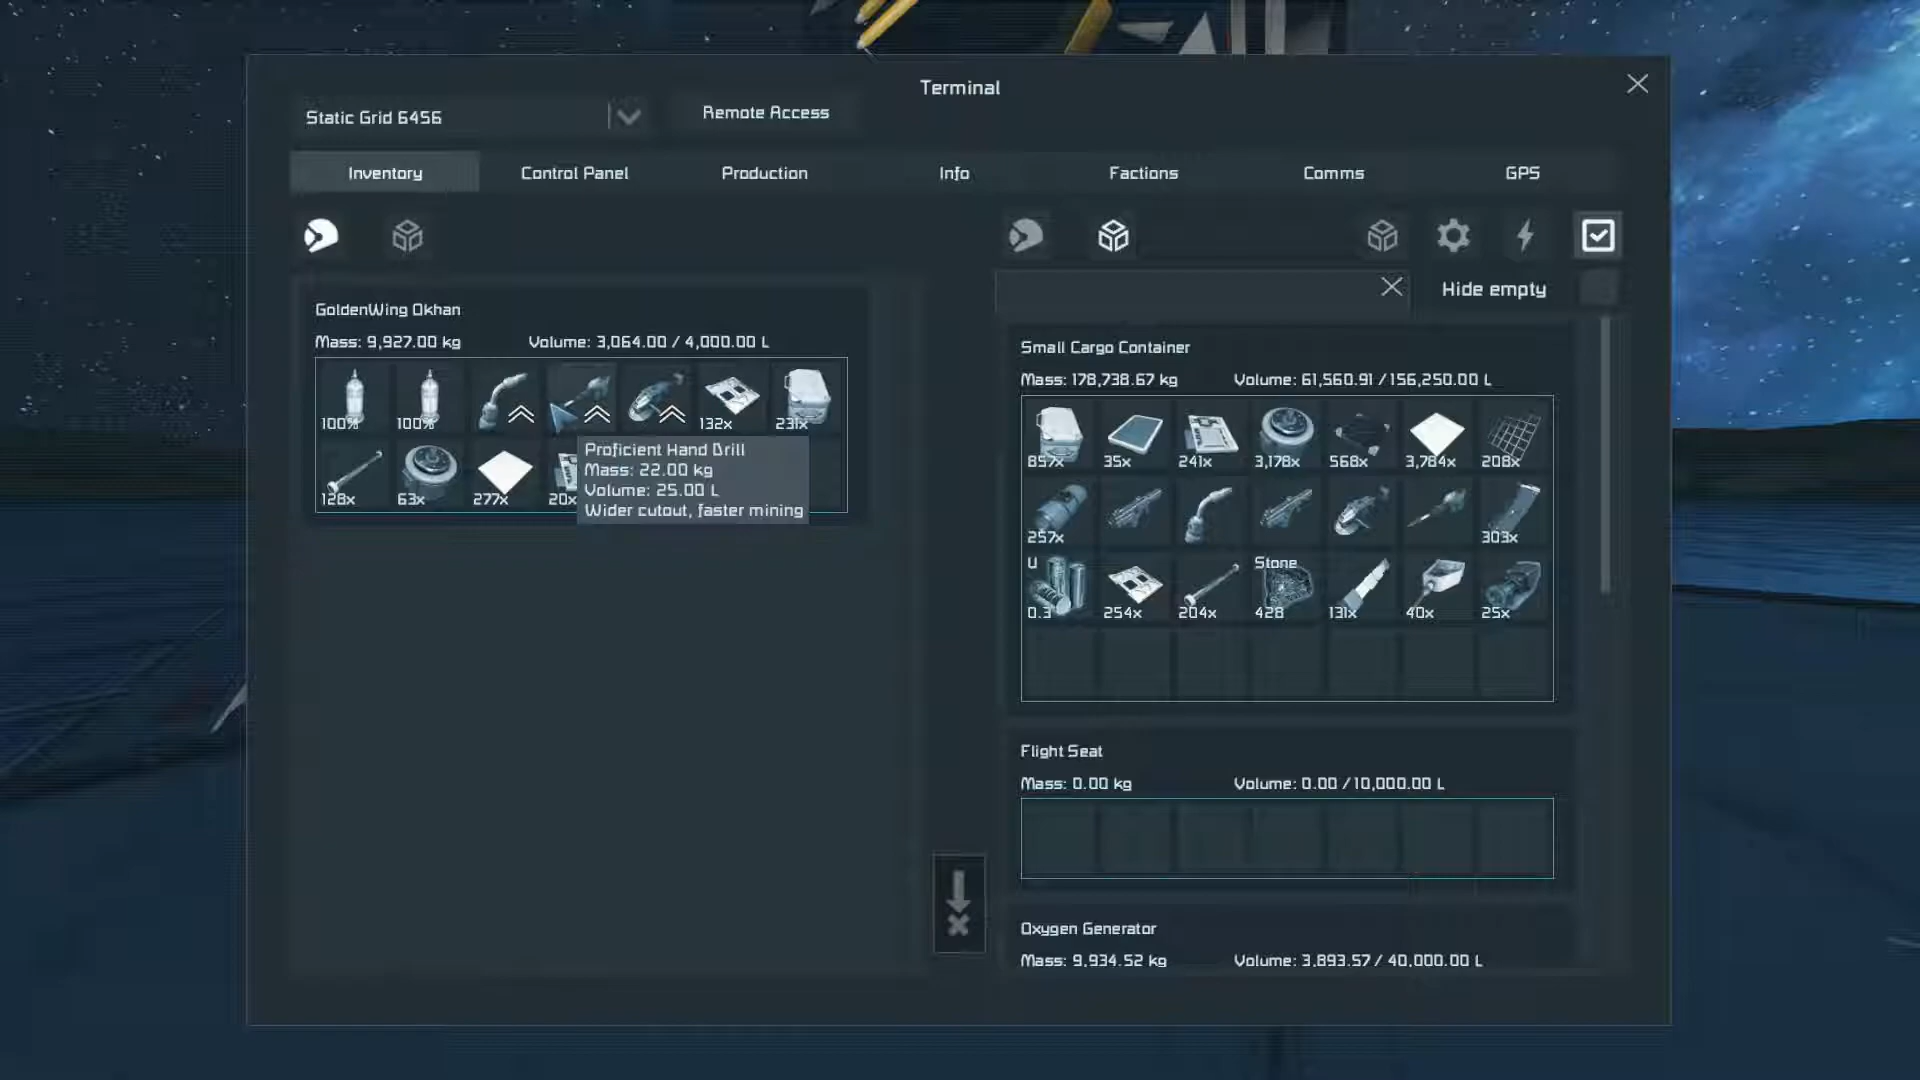 Terminal
Static Grid 6456
Remote Access
Inventory
Control Panel
Production
Info
Factions
Comms
GPS
Hide empty
GoldenWing Okhan
Mass: 9,927.00 kg
Volume: 3,064.00 / 4,000.00 L
100%
100%
132x
231x
128x
63x
277x
20x
Proficient Hand Drill
Mass: 22.00 kg
Volume: 25.00 L
Wider cutout, faster mining
Small Cargo Container
Mass: 178,738.67 kg
Volume: 61,560.91 / 156,250.00 L
857x
35x
241x
3,178x
568x
3,784x
208x
257x
303x
U
0.3
254x
204x
Stone
428
131x
40x
25x
Flight Seat
Mass: 0.00 kg
Volume: 0.00 / 10,000.00 L
Oxygen Generator
Mass: 9,934.52 kg
Volume: 3,893.57 / 40,000.00 L